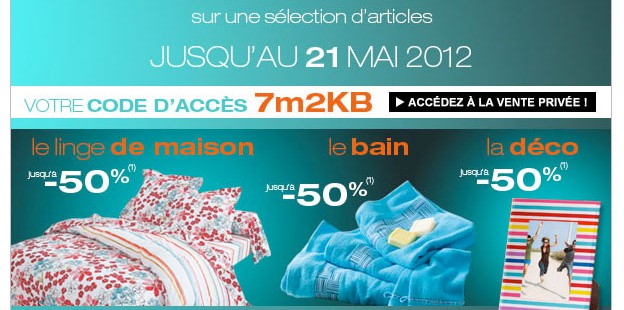 sur une sélection d'articles
JUSQU'AU 21 MAI 2012
VOTRE CODE D'ACCÈS 7m2KB
ACCÉDEZ À LA VENTE PRIVÉE !
le linge de maison
jusqu'à -50%(1)
le bain
jusqu'à -50%(1)
la déco
jusqu'à -50%(1)